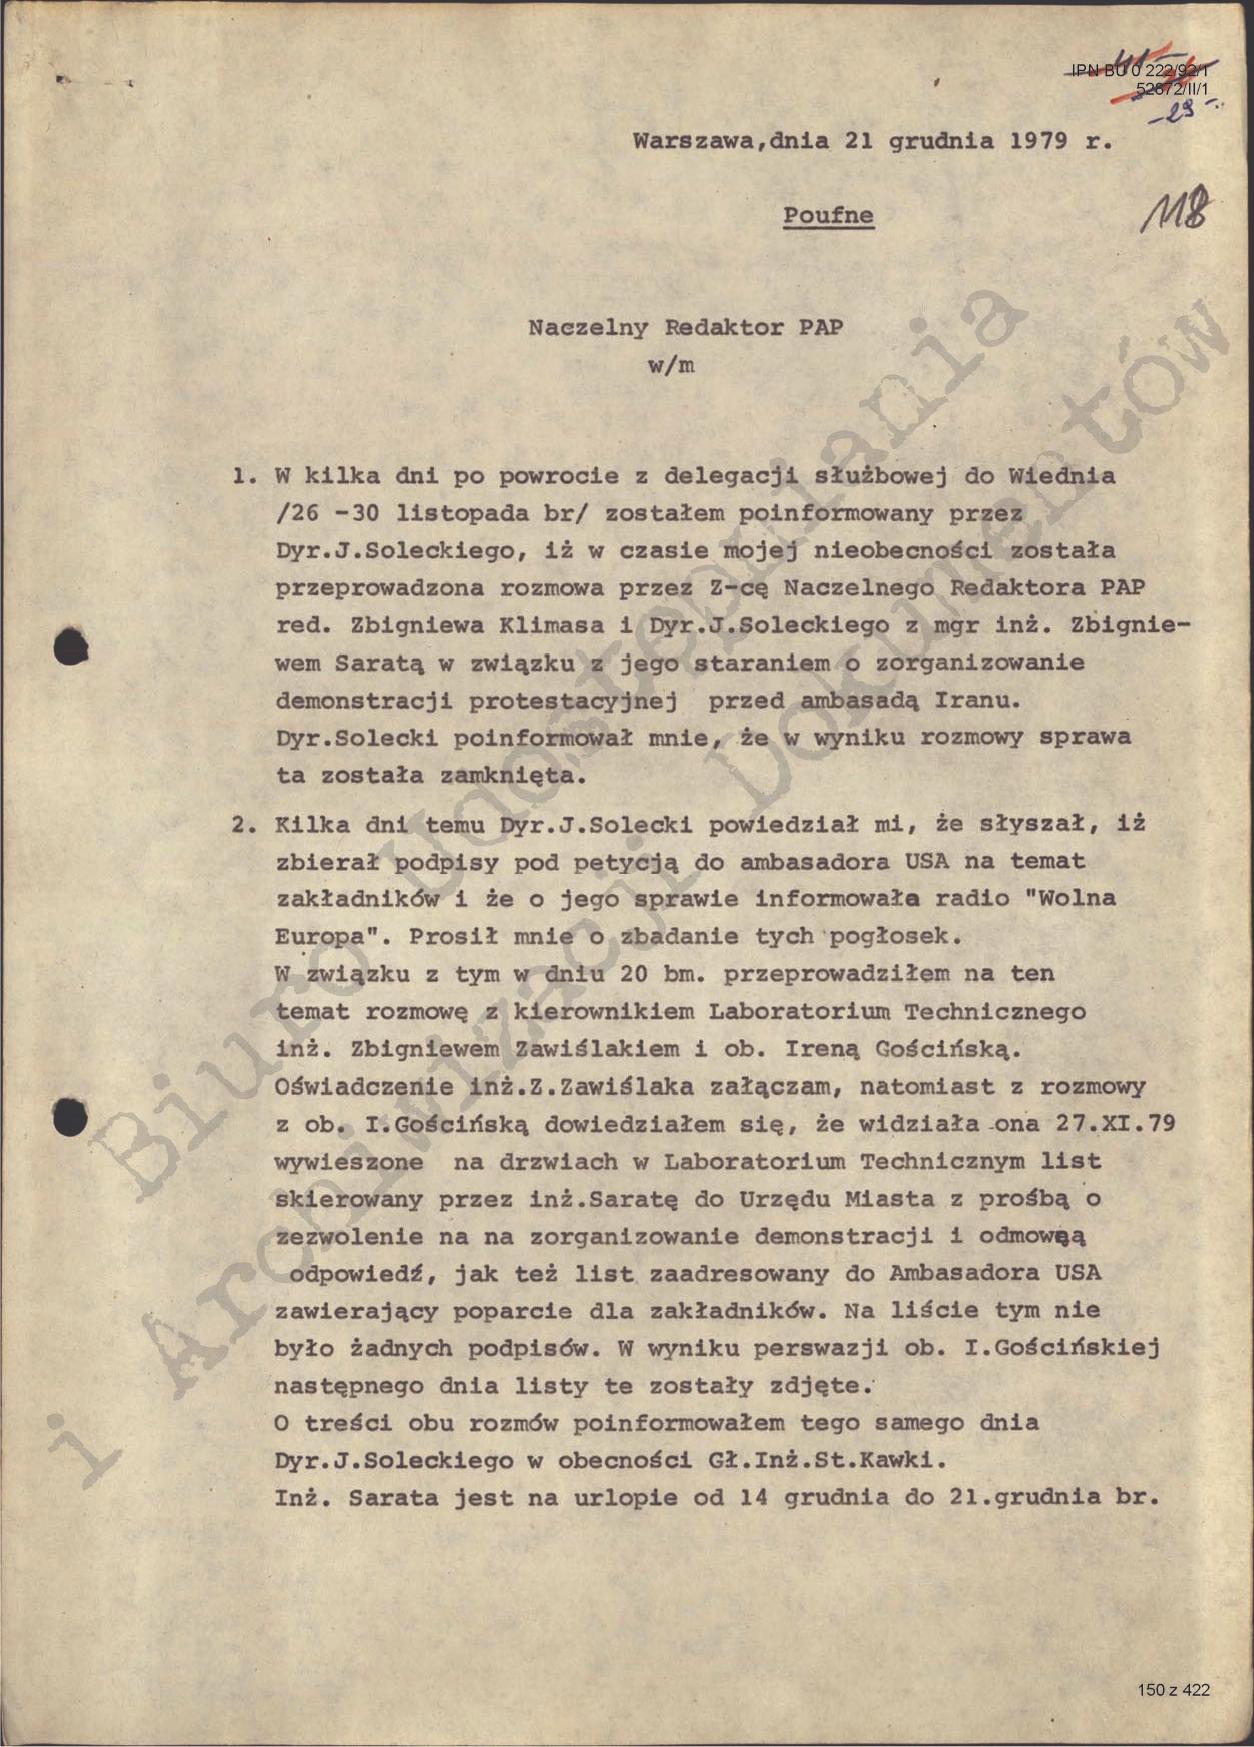 IPN BU 0 222/92/1
52872/II/1
-29-
Warszawa,dnia 21 grudnia 1979 r.
Poufne
118
Naczelny Redaktor PAP
w/m
1. W kilka dni po powrocie z delegacji służbowej do Wiednia
/26 -30 listopada br/ zostałem poinformowany przez
Dyr.J.Soleckiego, iż w czasie mojej nieobecności została
przeprowadzona rozmowa przez Z-cę Naczelnego Redaktora PAP
red. Zbigniewa Klimasa i Dyr.J.Soleckiego z mgr inż. Zbignie-
wem Saratą w związku z jego staraniem o zorganizowanie
demonstracji protestacyjnej przed ambasadą Iranu.
Dyr.Solecki poinformował mnie, że w wyniku rozmowy sprawa
ta została zamknięta.
2. Kilka dni temu Dyr.J.Solecki powiedział mi, że słyszał, iż
zbierał podpisy pod petycją do ambasadora USA na temat
zakładników i że o jego sprawie informowała radio "Wolna
Europa". Prosił mnie o zbadanie tych pogłosek.
W związku z tym w dniu 20 bm. przeprowadziłem na ten
temat rozmowę z kierownikiem Laboratorium Technicznego
inż. Zbigniewem Zawiślakiem i ob. Ireną Gościńską.
Oświadczenie inż.Z.Zawiślaka załączam, natomiast z rozmowy
z ob. I.Gościńską dowiedziałem się, że widziała ona 27.XI.79
wywieszone na drzwiach w Laboratorium Technicznym list
skierowany przez inż.Saratę do Urzędu Miasta z prośbą o
zezwolenie na na zorganizowanie demonstracji i odmowną
odpowiedź, jak też list zaadresowany do Ambasadora USA
zawierający poparcie dla zakładników. Na liście tym nie
było żadnych podpisów. W wyniku perswazji ob. I.Gościńskiej
następnego dnia listy te zostały zdjęte.
O treści obu rozmów poinformowałem tego samego dnia
Dyr.J.Soleckiego w obecności Gł.Inż.St.Kawki.
Inż. Sarata jest na urlopie od 14 grudnia do 21.grudnia br.
Biuro Udostępniania
i Archiwizacji Dokumentów
150 z 422